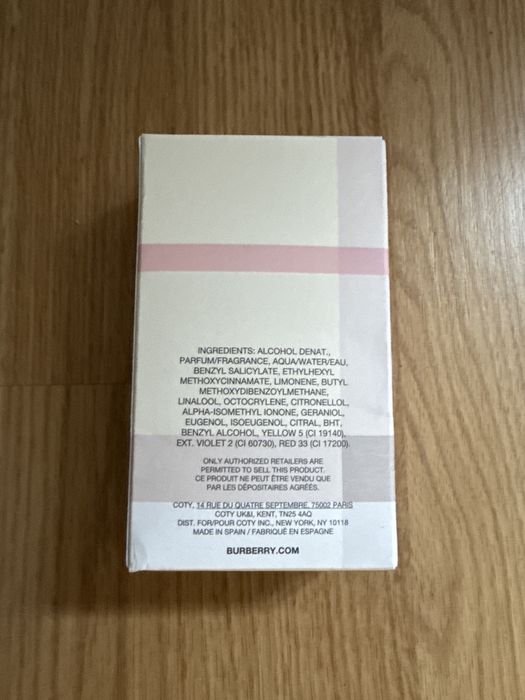 INGREDIENTS: ALCOHOL DENAT.,
PARFUM/FRAGRANCE, AQUA/WATER/EAU,
BENZYL SALICYLATE, ETHYLHEXYL
METHOXYCINNAMATE, LIMONENE, BUTYL
METHOXYDIBENZOYLMETHANE,
LINALOOL, OCTOCRYLENE, CITRONELLOL,
ALPHA-ISOMETHYL IONONE, GERANIOL,
EUGENOL, ISOEUGENOL, CITRAL, BHT,
BENZYL ALCOHOL, YELLOW 5 (CI 19140),
EXT. VIOLET 2 (CI 60730), RED 33 (CI 17200).
ONLY AUTHORIZED RETAILERS ARE
PERMITTED TO SELL THIS PRODUCT.
CE PRODUIT NE PEUT ÊTRE VENDU QUE
PAR LES DÉPOSITAIRES AGRÉÉS.
COTY, 14 RUE DU QUATRE SEPTEMBRE, 75002 PARIS
COTY UK&I, KENT, TN25 4AQ
DIST. FOR/POUR COTY INC., NEW YORK, NY 10118
MADE IN SPAIN / FABRIQUÉ EN ESPAGNE
BURBERRY.COM